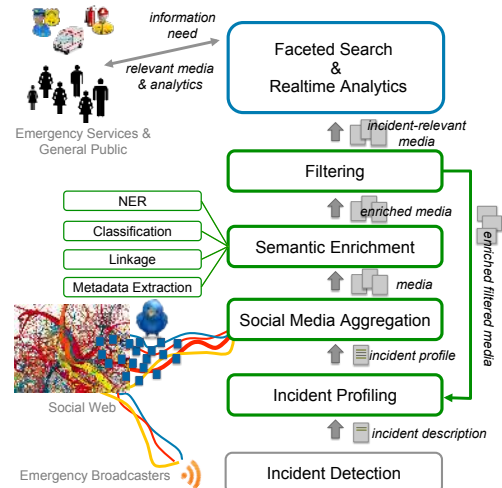 information
need
relevant media
& analytics
Emergency Services &
General Public
Faceted Search
&
Realtime Analytics
incident-relevant
media
Filtering
enriched media
enriched filtered media
NER
Classification
Linkage
Metadata Extraction
Semantic Enrichment
media
Social Media Aggregation
Social Web
incident profile
Incident Profiling
incident description
Emergency Broadcasters
Incident Detection